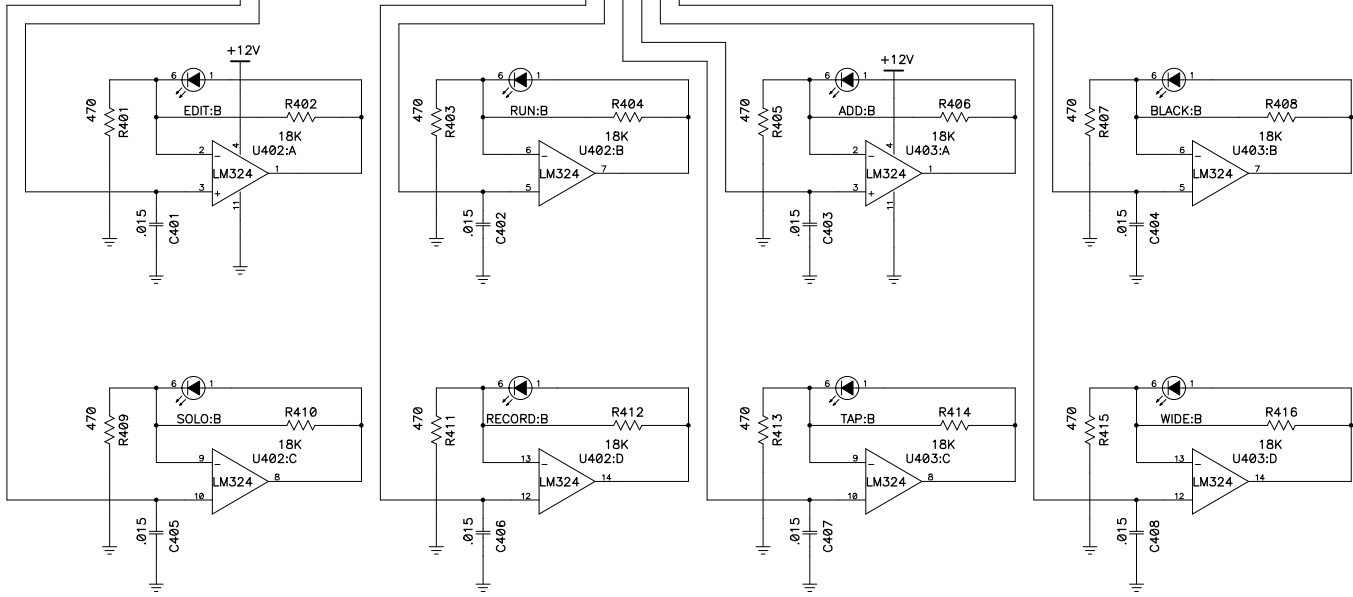 +12V
6 1
470
R401
EDIT:B
R402
18K
U402:A
2 −
4
LM324
1
3 +
11
.015
C401
6 1
470
R403
RUN:B
R404
18K
U402:B
6 −
LM324
7
5
.015
C402
+12V
6 1
470
R405
ADD:B
R406
18K
U403:A
2 −
4
LM324
1
3 +
11
.015
C403
6 1
470
R407
BLACK:B
R408
18K
U403:B
6 −
LM324
7
5
.015
C404
6 1
470
R409
SOLO:B
R410
18K
U402:C
9 −
LM324
8
10
.015
C405
6 1
470
R411
RECORD:B
R412
18K
U402:D
13 −
LM324
14
12
.015
C406
6 1
470
R413
TAP:B
R414
18K
U403:C
9 −
LM324
8
10
.015
C407
6 1
470
R415
WIDE:B
R416
18K
U403:D
13 −
LM324
14
12
.015
C408